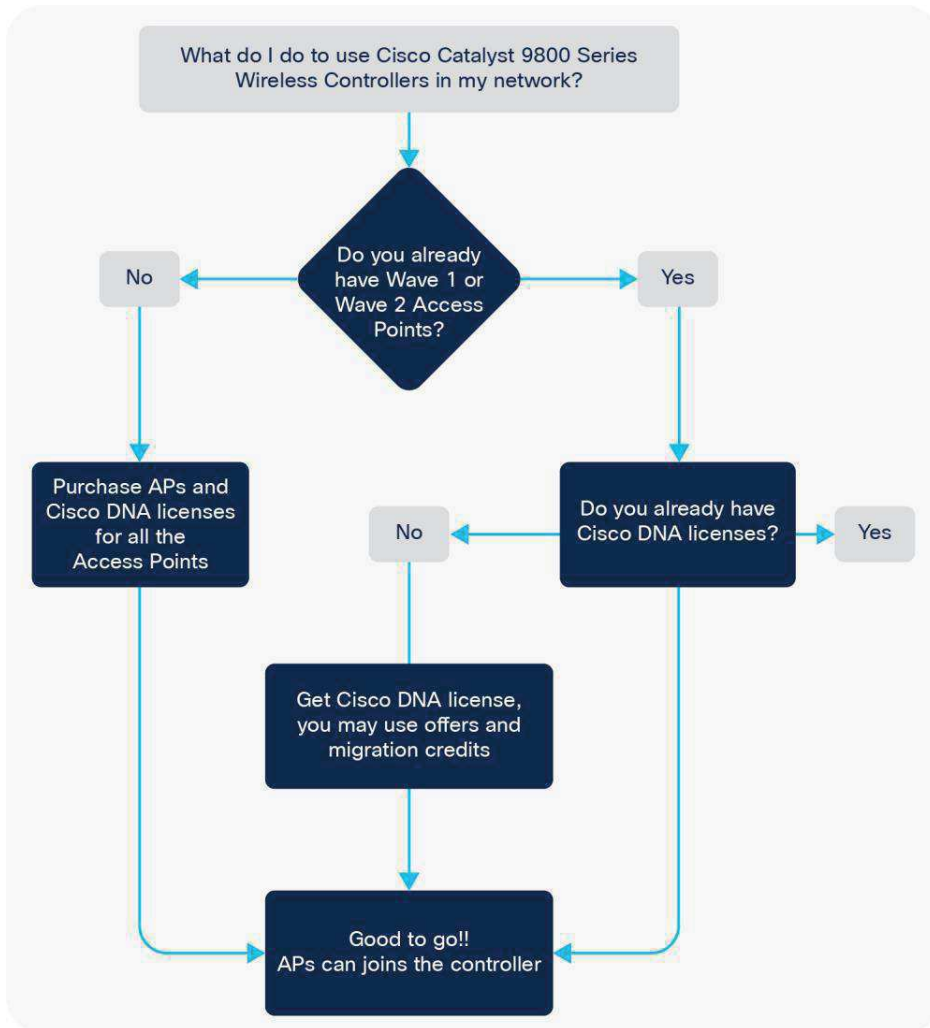 What do I do to use Cisco Catalyst 9800 Series
Wireless Controllers in my network?
Do you already
have Wave 1 or
Wave 2 Access
Points?
No
Yes
Purchase APs and
Cisco DNA licenses
for all the
Access Points
No
Do you already have
Cisco DNA licenses?
Yes
Get Cisco DNA license,
you may use offers and
migration credits
Good to go!!
APs can joins the controller